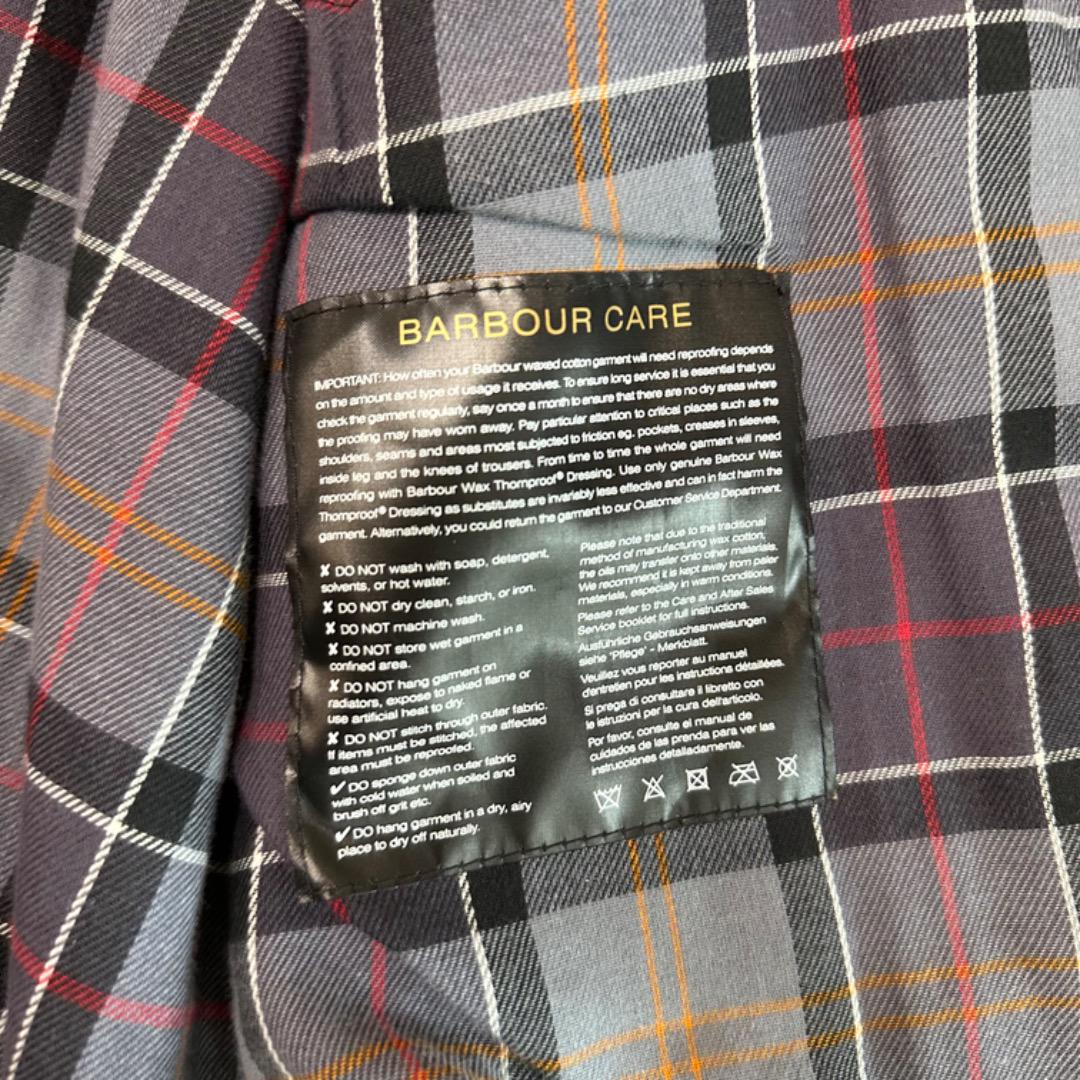 BARBOUR CARE
IMPORTANT: How often your Barbour waxed cotton garment will need reproofing depends
on the amount and type of usage it receives. To ensure long service it is essential that you
check the garment regularly, say once a month to ensure that there are no dry areas where
the proofing may have worn away. Pay particular attention to critical places such as the
shoulders, seams and areas most subjected to friction eg. pockets, creases in sleeves,
inside leg and the knees of trousers. From time to time the whole garment will need
reproofing with Barbour Wax Thornproof® Dressing. Use only genuine Barbour Wax
Thornproof® Dressing as substitutes are invariably less effective and can in fact harm the
garment. Alternatively, you could return the garment to our Customer Service Department.
✘ DO NOT wash with soap, detergent,
solvents, or hot water.
✘ DO NOT dry clean, starch, or iron.
✘ DO NOT machine wash.
✘ DO NOT store wet garment in a
confined area.
✘ DO NOT hang garment on
radiators, expose to naked flame or
use artificial heat to dry.
✘ DO NOT stitch through outer fabric.
If items must be stitched, the affected
area must be reproofed.
✔ DO sponge down outer fabric
with cold water when soiled and
brush off grit etc.
✔ DO hang garment in a dry, airy
place to dry off naturally.
Please note that due to the traditional
method of manufacturing wax cotton,
the oils may transfer onto other materials.
We recommend it is kept away from paler
materials, especially in warm conditions.
Please refer to the Care and After Sales
Service booklet for full instructions.
Ausführliche Gebrauchsanweisungen
siehe 'Pflege' - Merkblatt.
Veuillez vous reporter au manuel
d'entretien pour les instructions détaillées.
Si prega di consultare il libretto con
le istruzioni per la cura dell'articolo.
Por favor, consulte el manual de
cuidados de las prenda para ver las
instrucciones detalladamente.